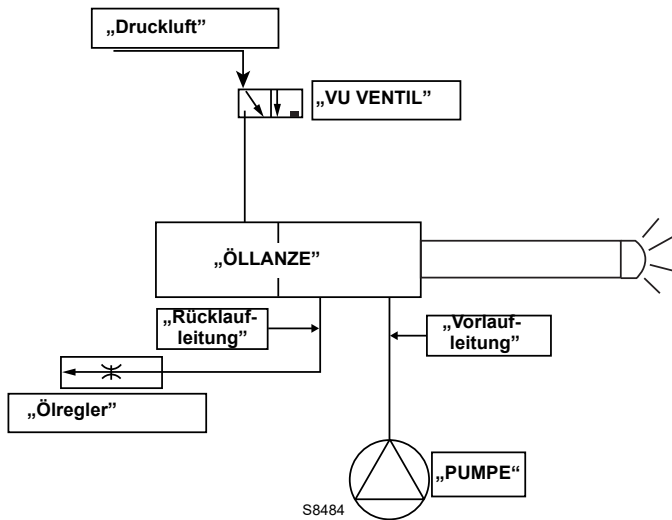 „Druckluft”
„VU VENTIL”
„ÖLLANZE”
„Rücklauf-
leitung”
„Vorlauf-
leitung”
„Ölregler”
„PUMPE“
S8484